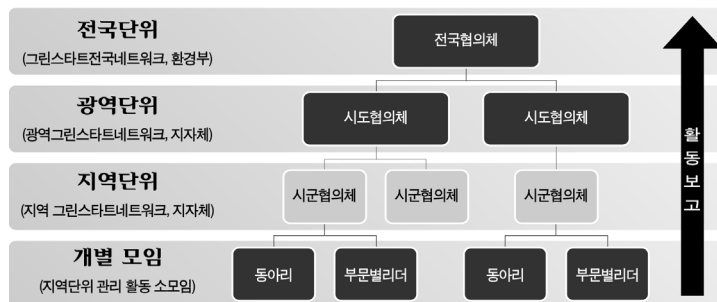 전국단위
(그린스타트전국네트워크, 환경부)
전국협의체
광역단위
(광역그린스타트네트워크, 지자체)
시도협의체
시도협의체
지역단위
(지역 그린스타트네트워크, 지자체)
시군협의체
시군협의체
시군협의체
개별 모임
(지역단위 관리 활동 소모임)
동아리
부문별리더
동아리
부문별리더
활동보고